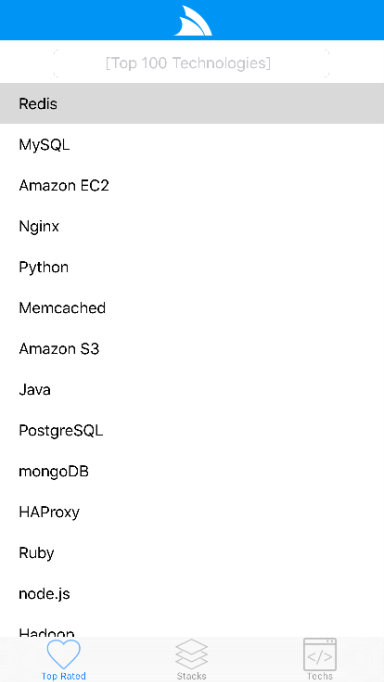 [Top 100 Technologies]
Redis
MySQL
Amazon EC2
Nginx
Python
Memcached
Amazon S3
Java
PostgreSQL
mongoDB
HAProxy
Ruby
node.js
Hadoop
Top Rated
Stacks
Techs